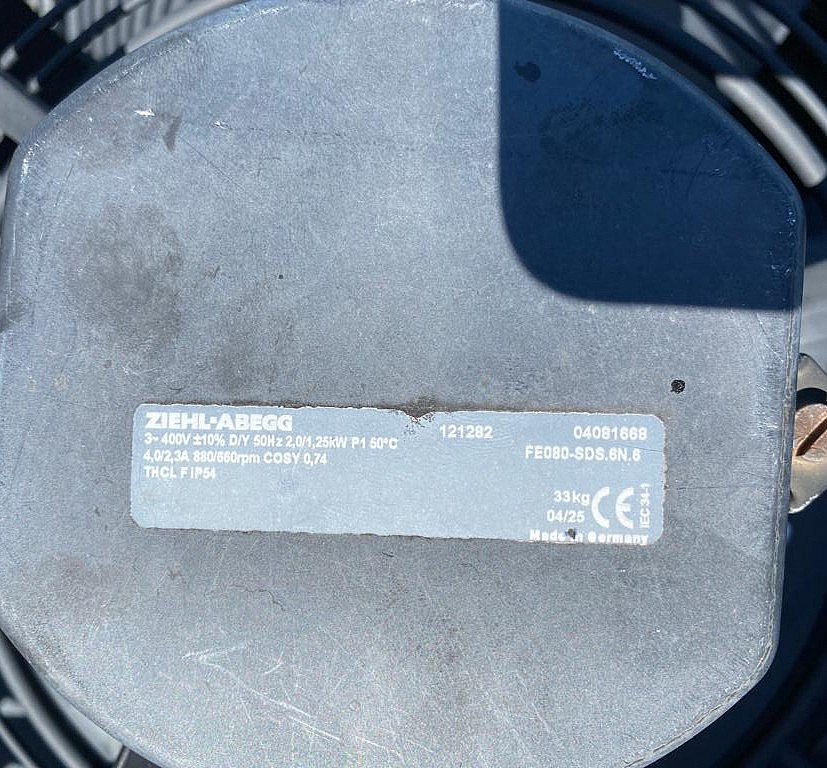 ZIEHL-ABEGG
3~ 400V ±10% D/Y 50Hz 2,0/1,25kW P1 50°C
4,0/2,3A 880/660rpm COSY 0,74
THCL F IP54
121282
04081668
FE080-SDS.6N.6
33kg
04/25
CE
IEC 34-1
Made in Germany